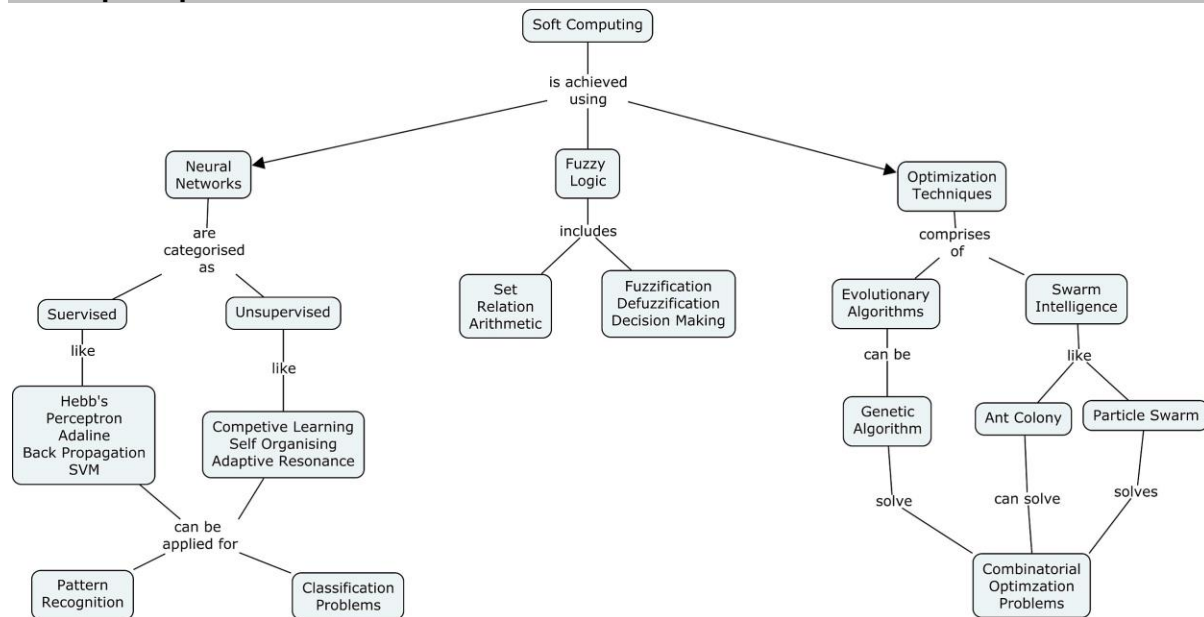 Soft Computing
is achieved
using
Neural
Networks
Fuzzy
Logic
Optimization
Techniques
are
categorised
as
includes
comprises
of
Suervised
Unsupervised
Set
Relation
Arithmetic
Fuzzification
Defuzzification
Decision Making
Evolutionary
Algorithms
Swarm
Intelligence
like
like
can be
like
Hebb's
Perceptron
Adaline
Back Propagation
SVM
Competive Learning
Self Organising
Adaptive Resonance
Genetic
Algorithm
Ant Colony
Particle Swarm
can be
applied for
solve
can solve
solves
Pattern
Recognition
Classification
Problems
Combinatorial
Optimzation
Problems